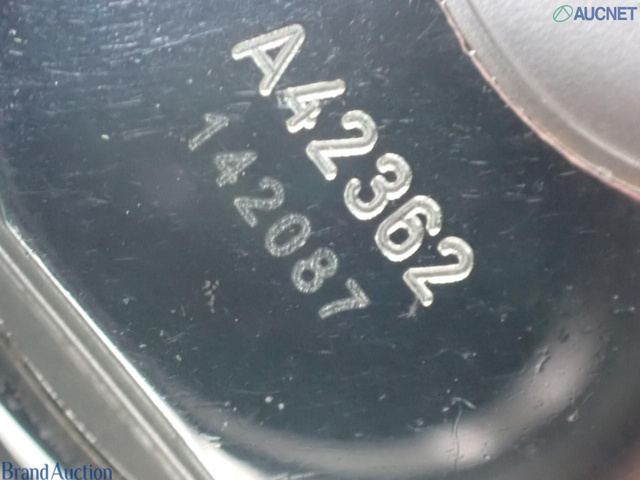 AUCNET
A42362
142087
Brand Auction